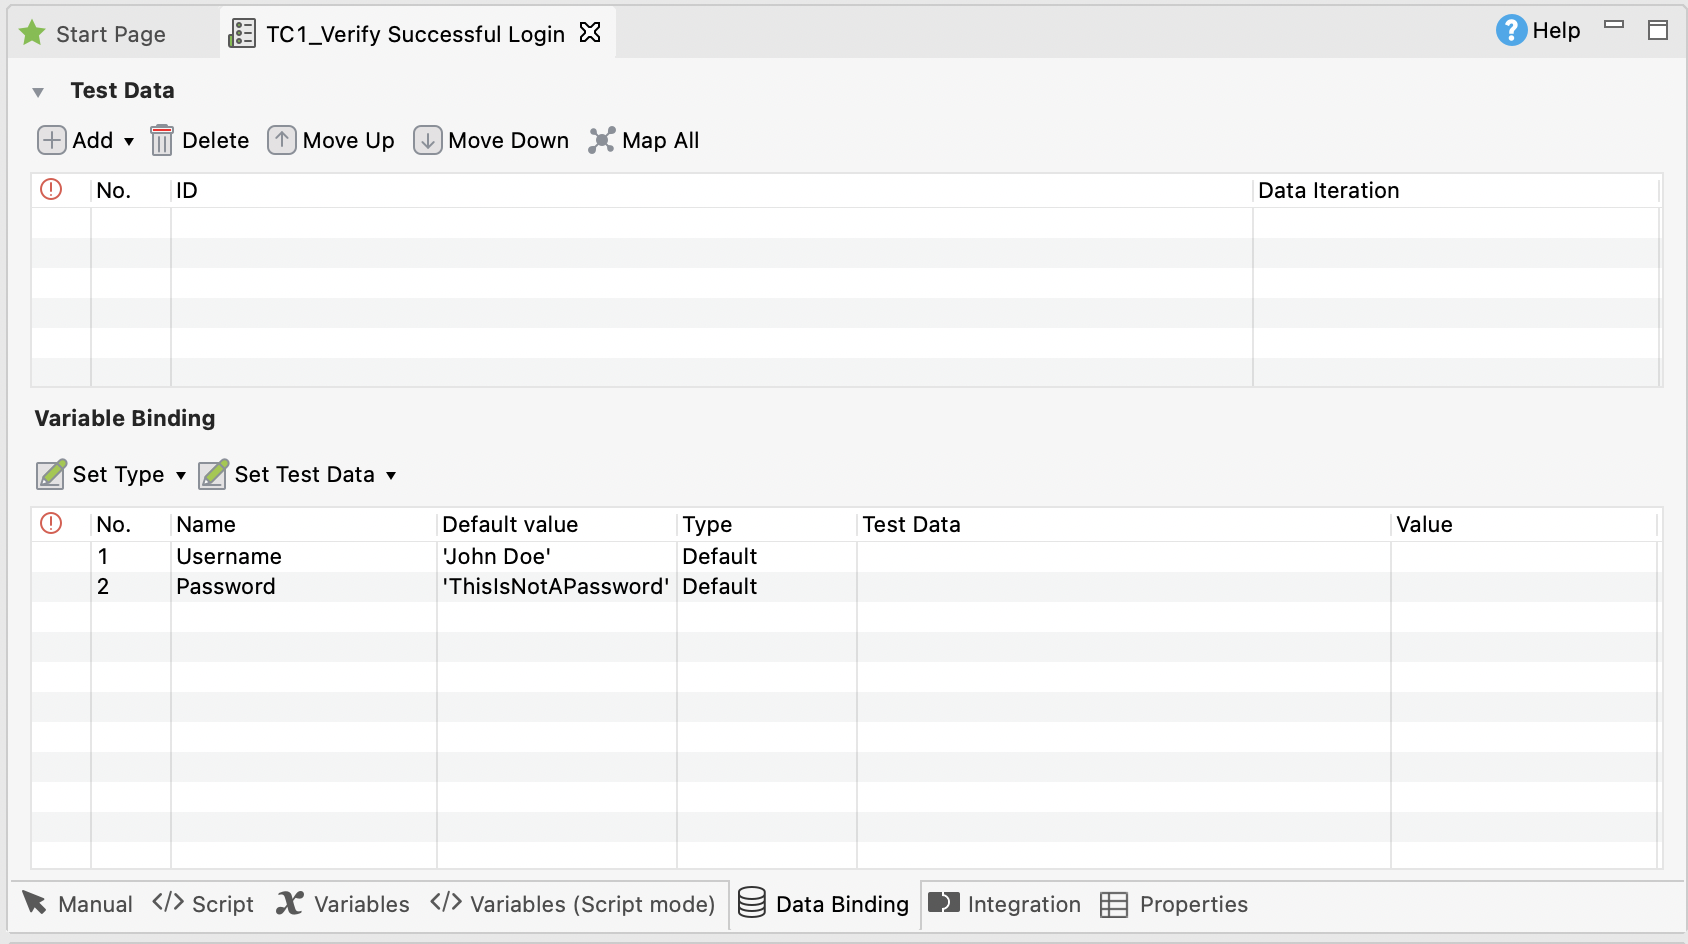 Start Page TC1_Verify Successful Login Help
Test Data
Add Delete Move Up Move Down Map All
No. ID Data Iteration
Variable Binding
Set Type Set Test Data
No. Name Default value Type Test Data Value
1 Username 'John Doe' Default
2 Password 'ThisIsNotAPassword' Default
Manual </> Script x Variables </> Variables (Script mode) Data Binding Integration Properties